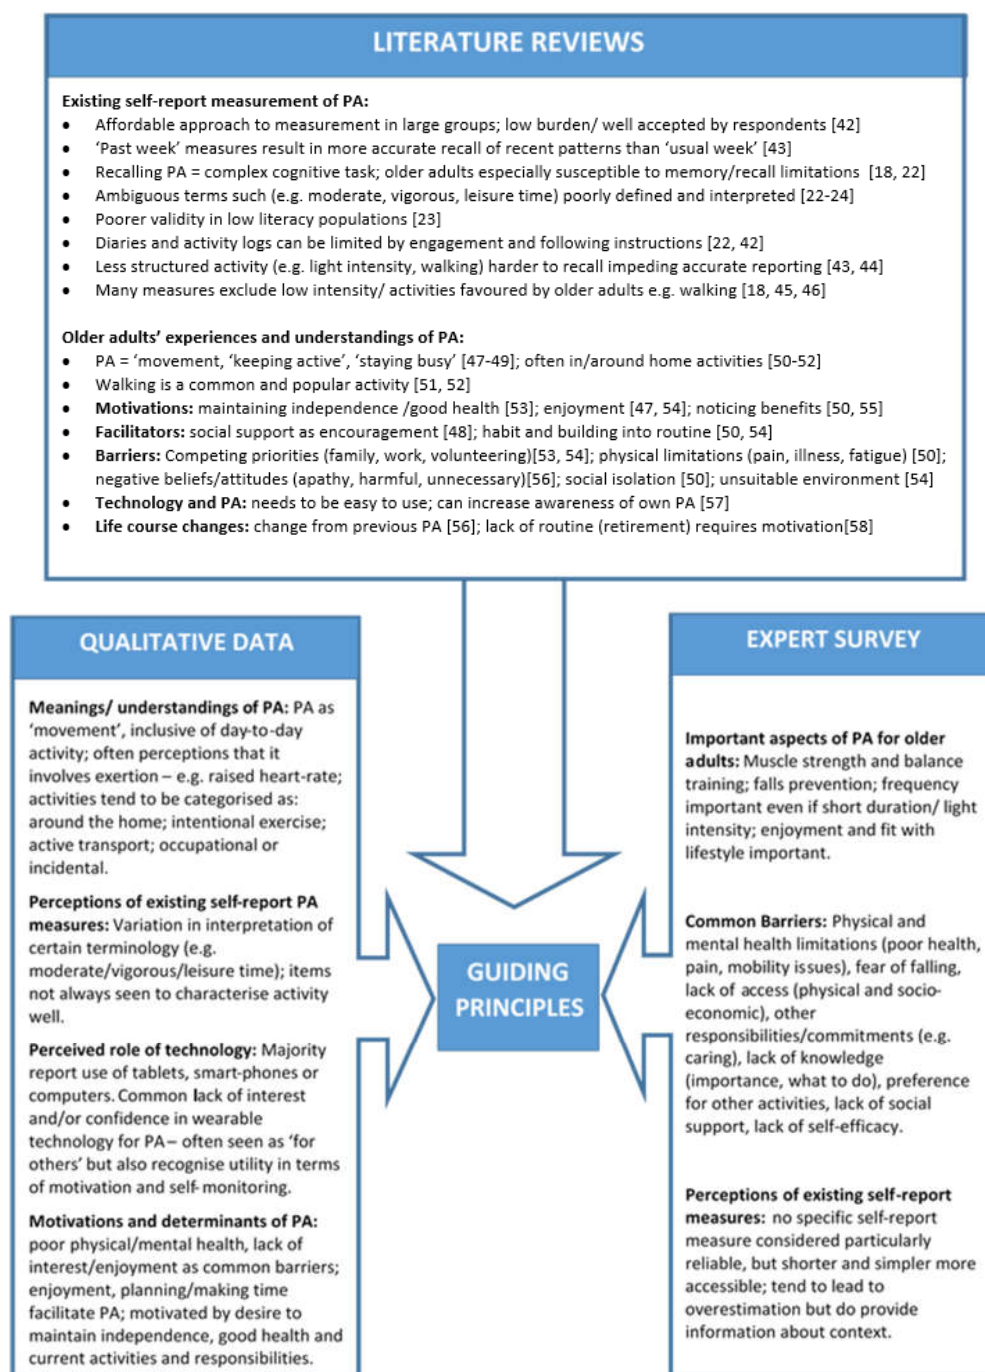 LITERATURE REVIEWS
Existing self-report measurement of PA:
• Affordable approach to measurement in large groups; low burden/ well accepted by respondents [42]
• ‘Past week’ measures result in more accurate recall of recent patterns than ‘usual week’ [43]
• Recalling PA = complex cognitive task; older adults especially susceptible to memory/recall limitations [18, 22]
• Ambiguous terms such (e.g. moderate, vigorous, leisure time) poorly defined and interpreted [22-24]
• Poorer validity in low literacy populations [23]
• Diaries and activity logs can be limited by engagement and following instructions [22, 42]
• Less structured activity (e.g. light intensity, walking) harder to recall impeding accurate reporting [43, 44]
• Many measures exclude low intensity/ activities favoured by older adults e.g. walking [18, 45, 46]
Older adults’ experiences and understandings of PA:
• PA = ‘movement, ‘keeping active’, ‘staying busy’ [47-49]; often in/around home activities [50-52]
• Walking is a common and popular activity [51, 52]
• Motivations: maintaining independence /good health [53]; enjoyment [47, 54]; noticing benefits [50, 55]
• Facilitators: social support as encouragement [48]; habit and building into routine [50, 54]
• Barriers: Competing priorities (family, work, volunteering)[53, 54]; physical limitations (pain, illness, fatigue) [50];
negative beliefs/attitudes (apathy, harmful, unnecessary)[56]; social isolation [50]; unsuitable environment [54]
• Technology and PA: needs to be easy to use; can increase awareness of own PA [57]
• Life course changes: change from previous PA [56]; lack of routine (retirement) requires motivation[58]
QUALITATIVE DATA
Meanings/ understandings of PA: PA as
‘movement’, inclusive of day-to-day
activity; often perceptions that it
involves exertion – e.g. raised heart-rate;
activities tend to be categorised as:
around the home; intentional exercise;
active transport; occupational or
incidental.
Perceptions of existing self-report PA
measures: Variation in interpretation of
certain terminology (e.g.
moderate/vigorous/leisure time); items
not always seen to characterise activity
well.
Perceived role of technology: Majority
report use of tablets, smart-phones or
computers. Common lack of interest
and/or confidence in wearable
technology for PA – often seen as ‘for
others’ but also recognise utility in terms
of motivation and self-monitoring.
Motivations and determinants of PA:
poor physical/mental health, lack of
interest/enjoyment as common barriers;
enjoyment, planning/making time
facilitate PA; motivated by desire to
maintain independence, good health and
current activities and responsibilities.
GUIDING
PRINCIPLES
EXPERT SURVEY
Important aspects of PA for older
adults: Muscle strength and balance
training; falls prevention; frequency
important even if short duration/ light
intensity; enjoyment and fit with
lifestyle important.
Common Barriers: Physical and
mental health limitations (poor health,
pain, mobility issues), fear of falling,
lack of access (physical and socio-
economic), other
responsibilities/commitments (e.g.
caring), lack of knowledge
(importance, what to do), preference
for other activities, lack of social
support, lack of self-efficacy.
Perceptions of existing self-report
measures: no specific self-report
measure considered particularly
reliable, but shorter and simpler more
accessible; tend to lead to
overestimation but do provide
information about context.